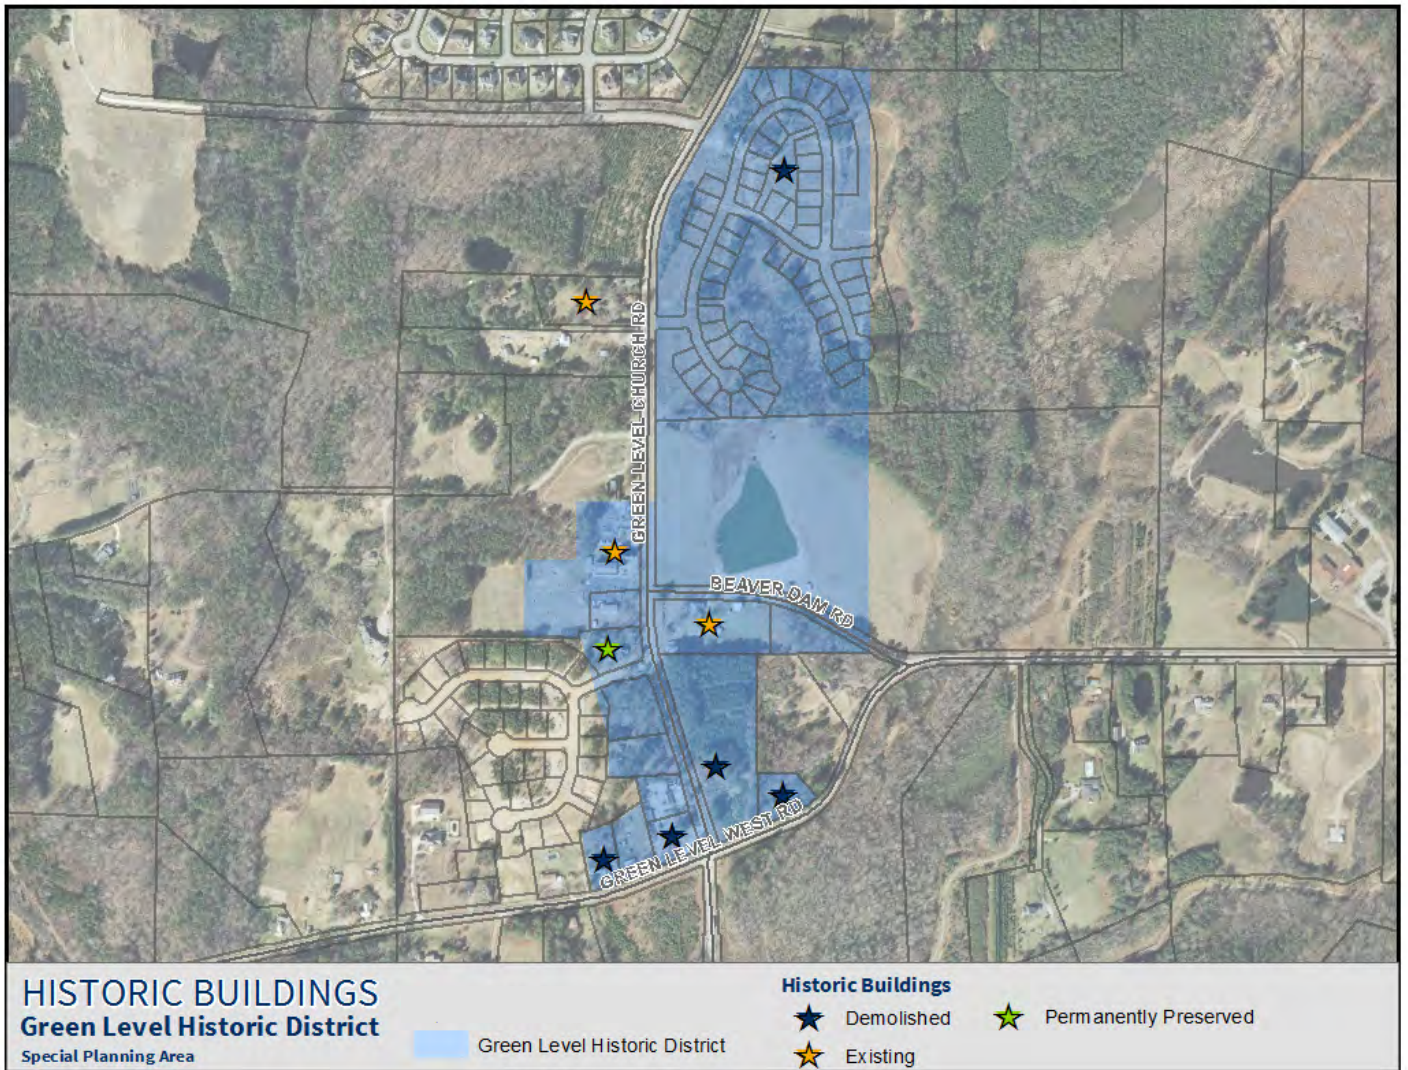 GREEN LEVEL CHURCH RD
BEAVER DAM RD
GREEN LEVEL WEST RD
HISTORIC BUILDINGS
Green Level Historic District
Special Planning Area
Green Level Historic District
Historic Buildings
Demolished
Permanently Preserved
Existing